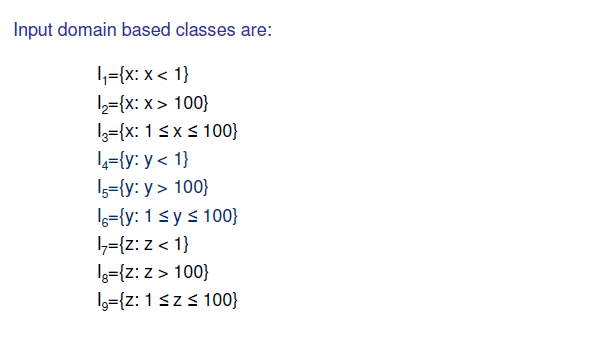 Input domain based classes are:
I₁={x: x < 1}
I₂={x: x > 100}
I₃={x: 1 ≤ x ≤ 100}
I₄={y: y < 1}
I₅={y: y > 100}
I₆={y: 1 ≤ y ≤ 100}
I₇={z: z < 1}
I₈={z: z > 100}
I₉={z: 1 ≤ z ≤ 100}